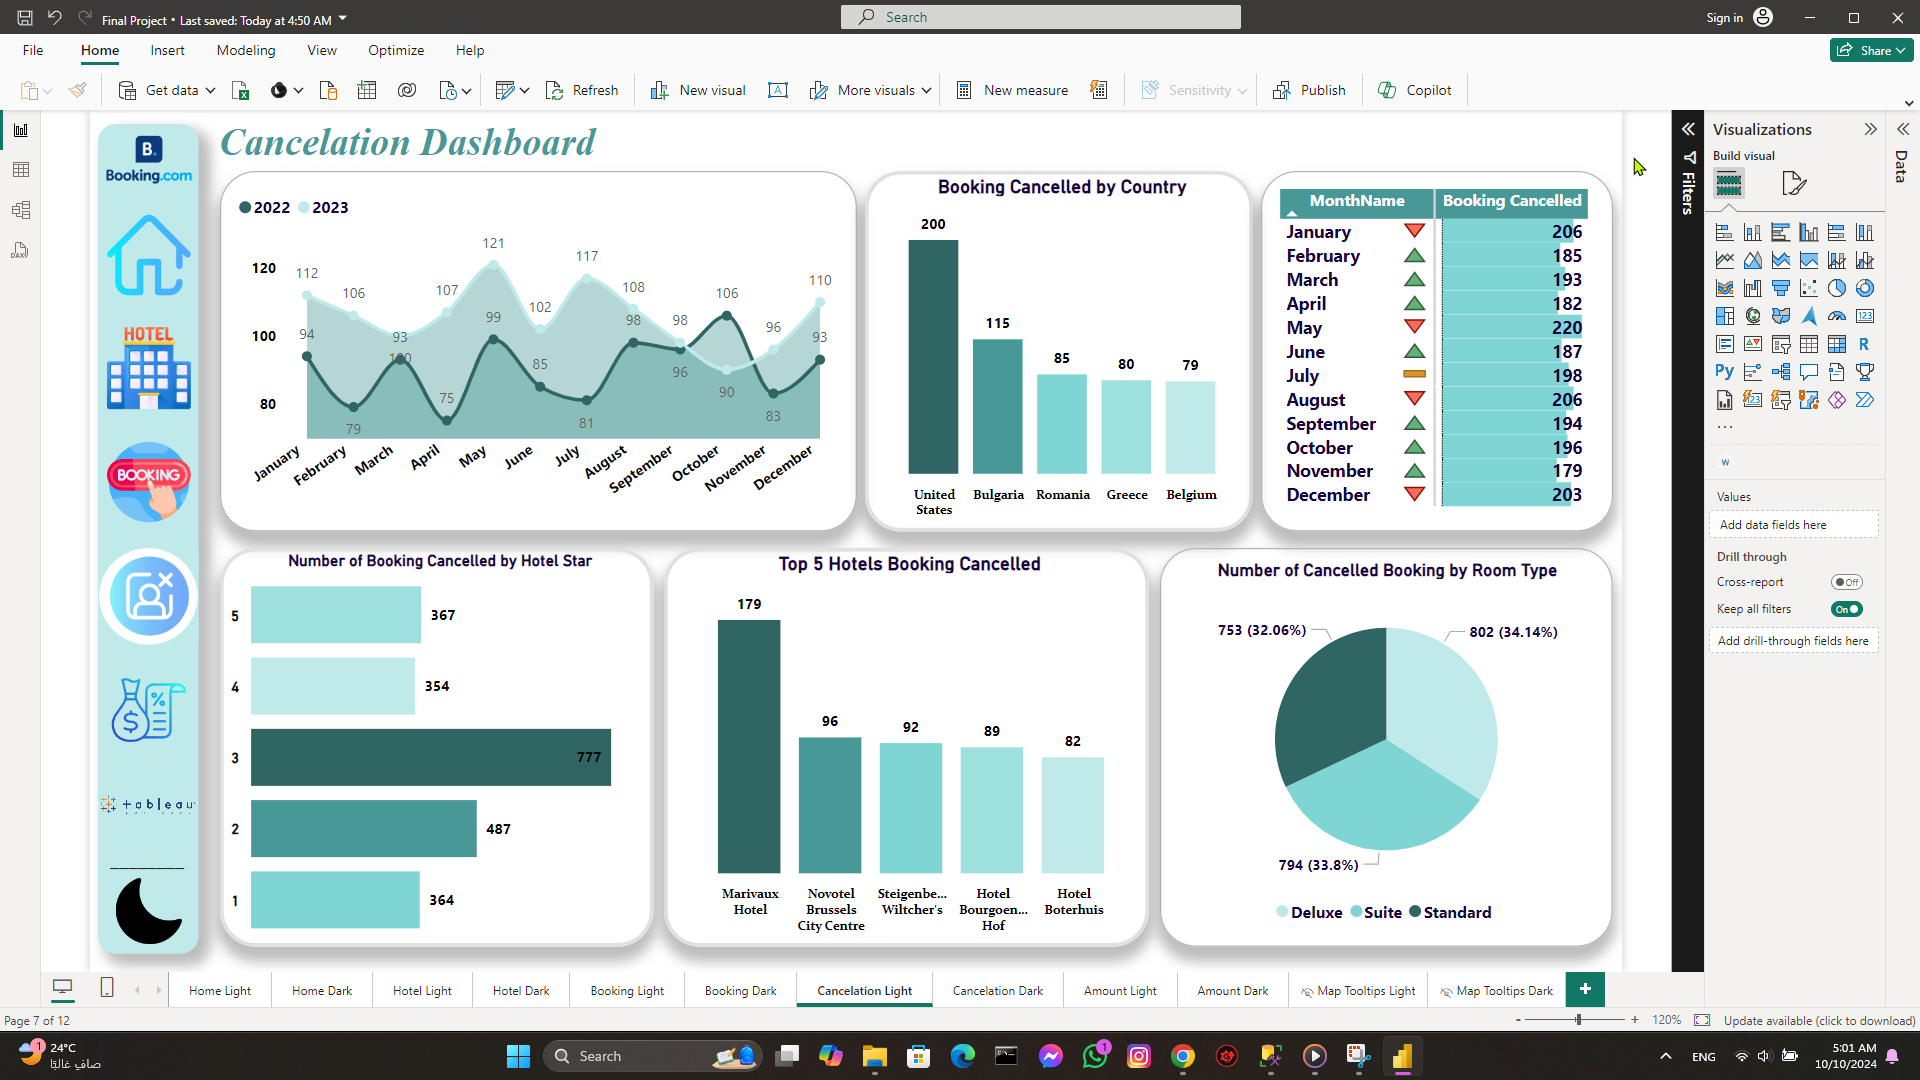 Final Project • Last saved: Today at 4:50 AM
Search
Sign in
File
Home
Insert
Modeling
View
Optimize
Help
Share
Get data
Refresh
New visual
More visuals
New measure
Sensitivity
Publish
Copilot
B.
Booking.com
HOTEL
BOOKING
tableau
Cancelation Dashboard
2022
2023
120
100
80
112
106
93
107
121
102
117
108
98
106
96
110
94
79
100
75
99
85
81
98
96
90
83
93
January
February
March
April
May
June
July
August
September
October
November
December
Booking Cancelled by Country
200
115
85
80
79
United States
Bulgaria
Romania
Greece
Belgium
MonthName Booking Cancelled
January 206
February 185
March 193
April 182
May 220
June 187
July 198
August 206
September 194
October 196
November 179
December 203
Number of Booking Cancelled by Hotel Star
5 367
4 354
3 777
2 487
1 364
Top 5 Hotels Booking Cancelled
179
96
92
89
82
Marivaux Hotel
Novotel Brussels City Centre
Steigenbe... Wiltcher's
Hotel Bourgoen... Hof
Hotel Boterhuis
Number of Cancelled Booking by Room Type
753 (32.06%)
802 (34.14%)
794 (33.8%)
Deluxe
Suite
Standard
Filters
Visualizations
Build visual
123
R
Py
123
...
W
Values
Add data fields here
Drill through
Cross-report
Off
Keep all filters
On
Add drill-through fields here
Data
DAX
Home Light
Home Dark
Hotel Light
Hotel Dark
Booking Light
Booking Dark
Cancelation Light
Cancelation Dark
Amount Light
Amount Dark
Map Tooltips Light
Map Tooltips Dark
+
Page 7 of 12
- +
120%
Update available (click to download)
1
24°C
صافٍ غالبًا
Search
1
ENG
5:01 AM
10/10/2024